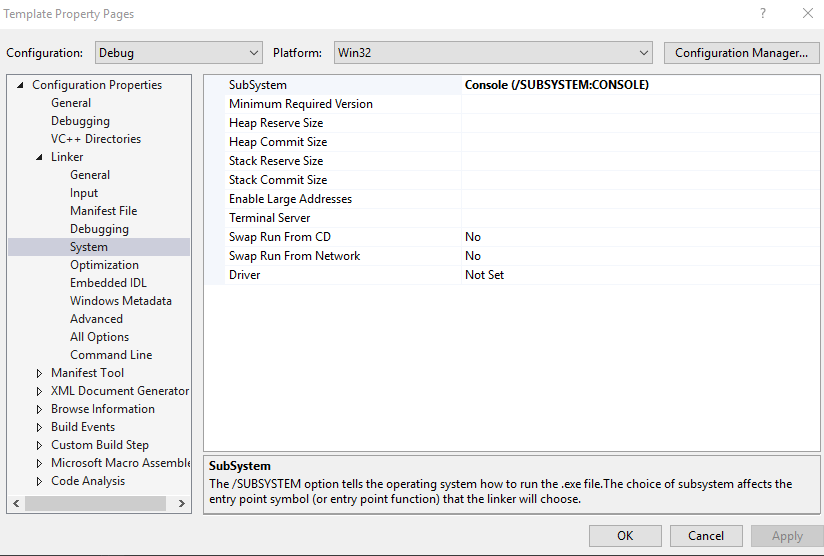 Template Property Pages
Configuration: Debug Platform: Win32 Configuration Manager...
Configuration Properties
General
Debugging
VC++ Directories
Linker
General
Input
Manifest File
Debugging
System
Optimization
Embedded IDL
Windows Metadata
Advanced
All Options
Command Line
Manifest Tool
XML Document Generator
Browse Information
Build Events
Custom Build Step
Microsoft Macro Assemble
Code Analysis
SubSystem Console (/SUBSYSTEM:CONSOLE)
Minimum Required Version
Heap Reserve Size
Heap Commit Size
Stack Reserve Size
Stack Commit Size
Enable Large Addresses
Terminal Server
Swap Run From CD No
Swap Run From Network No
Driver Not Set
SubSystem
The /SUBSYSTEM option tells the operating system how to run the .exe file.The choice of subsystem affects the
entry point symbol (or entry point function) that the linker will choose.
OK Cancel Apply